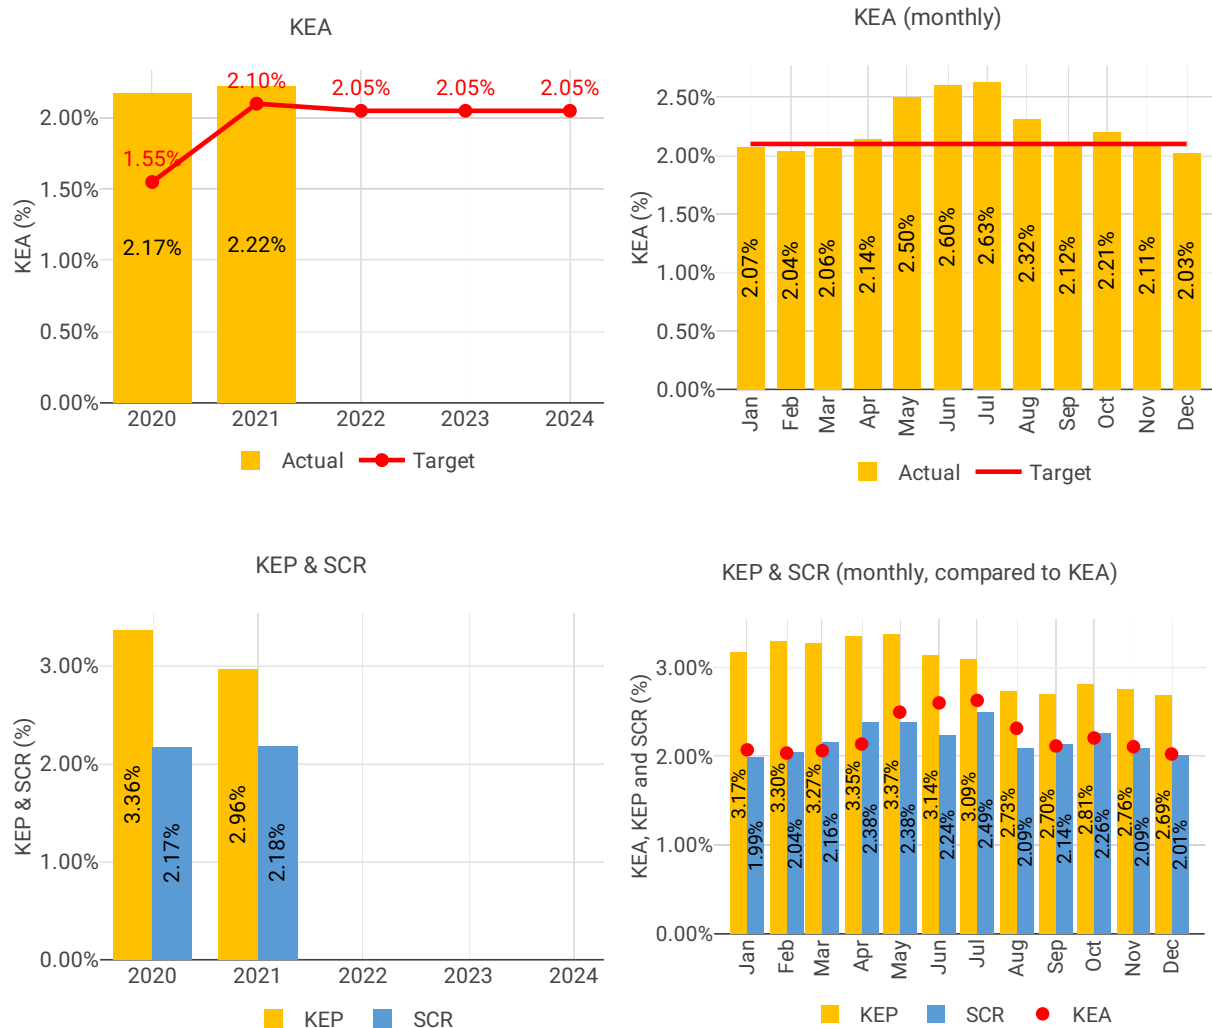 KEA
KEA (%)
2.00%
1.50%
1.00%
0.50%
0.00%
1.55%
2.10%
2.05%
2.05%
2.05%
2.17%
2.22%
2020
2021
2022
2023
2024
Actual
Target
KEA (monthly)
KEA (%)
2.50%
2.00%
1.50%
1.00%
0.50%
0.00%
2.07%
2.04%
2.06%
2.14%
2.50%
2.60%
2.63%
2.32%
2.12%
2.21%
2.11%
2.03%
Jan
Feb
Mar
Apr
May
Jun
Jul
Aug
Sep
Oct
Nov
Dec
Actual
Target
KEP & SCR
KEP & SCR (%)
3.00%
2.00%
1.00%
0.00%
3.36%
2.17%
2.96%
2.18%
2020
2021
2022
2023
2024
KEP
SCR
KEP & SCR (monthly, compared to KEA)
KEA, KEP and SCR (%)
3.00%
2.00%
1.00%
0.00%
3.17%
1.99%
3.30%
2.04%
3.27%
2.16%
3.35%
2.38%
3.37%
2.38%
3.14%
2.24%
3.09%
2.49%
2.73%
2.09%
2.70%
2.14%
2.81%
2.26%
2.76%
2.09%
2.69%
2.01%
Jan
Feb
Mar
Apr
May
Jun
Jul
Aug
Sep
Oct
Nov
Dec
KEP
SCR
KEA